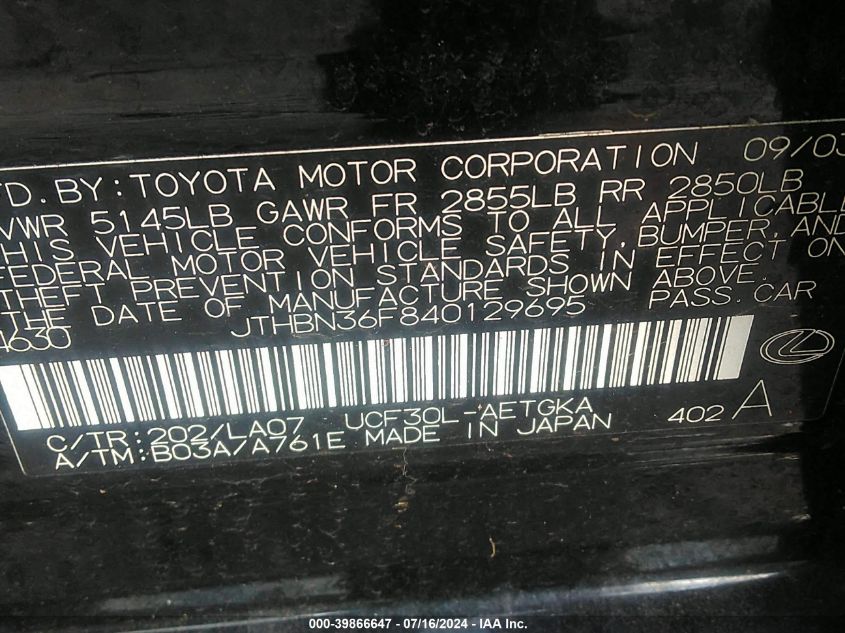 TD. BY: TOYOTA MOTOR CORPORATION 09/03
VWR 5145LB GAWR FR 2855LB RR 2850LB
HIS VEHICLE CONFORMS TO ALL APPLICABLE
FEDERAL MOTOR VEHICLE SAFETY, BUMPER, AND
THEFT PREVENTION STANDARDS IN EFFECT ON
THE DATE OF MANUFACTURE SHOWN ABOVE.
A630 JTHBN36F840129695 PASS. CAR
C/TR: 202/LA07 UCF30L-AETGKA 402 A
A/TM: B03A/A761E MADE IN JAPAN
000-39866647 - 07/16/2024 - IAA Inc.